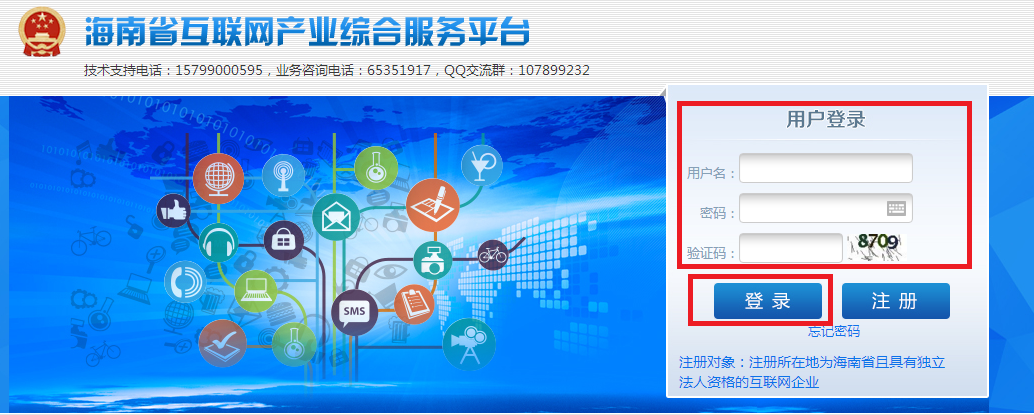 海南省互联网产业综合服务平台
技术支持电话：15799000595，业务咨询电话：65351917，QQ交流群：107899232
用户登录
用户名：
密码：
验证码：
8709
登 录
注 册
忘记密码
注册对象：注册所在地为海南省且具有独立
法人资格的互联网企业
SMS